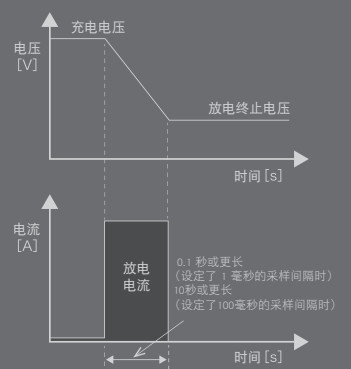 充电电压
电压
[V]
放电终止电压
时间[s]
电流
[A]
放电
电流
0.1 秒或更长
（设定了 1 毫秒的采样间隔时）
10秒或更长
（设定了100毫秒的采样间隔时）
时间[s]